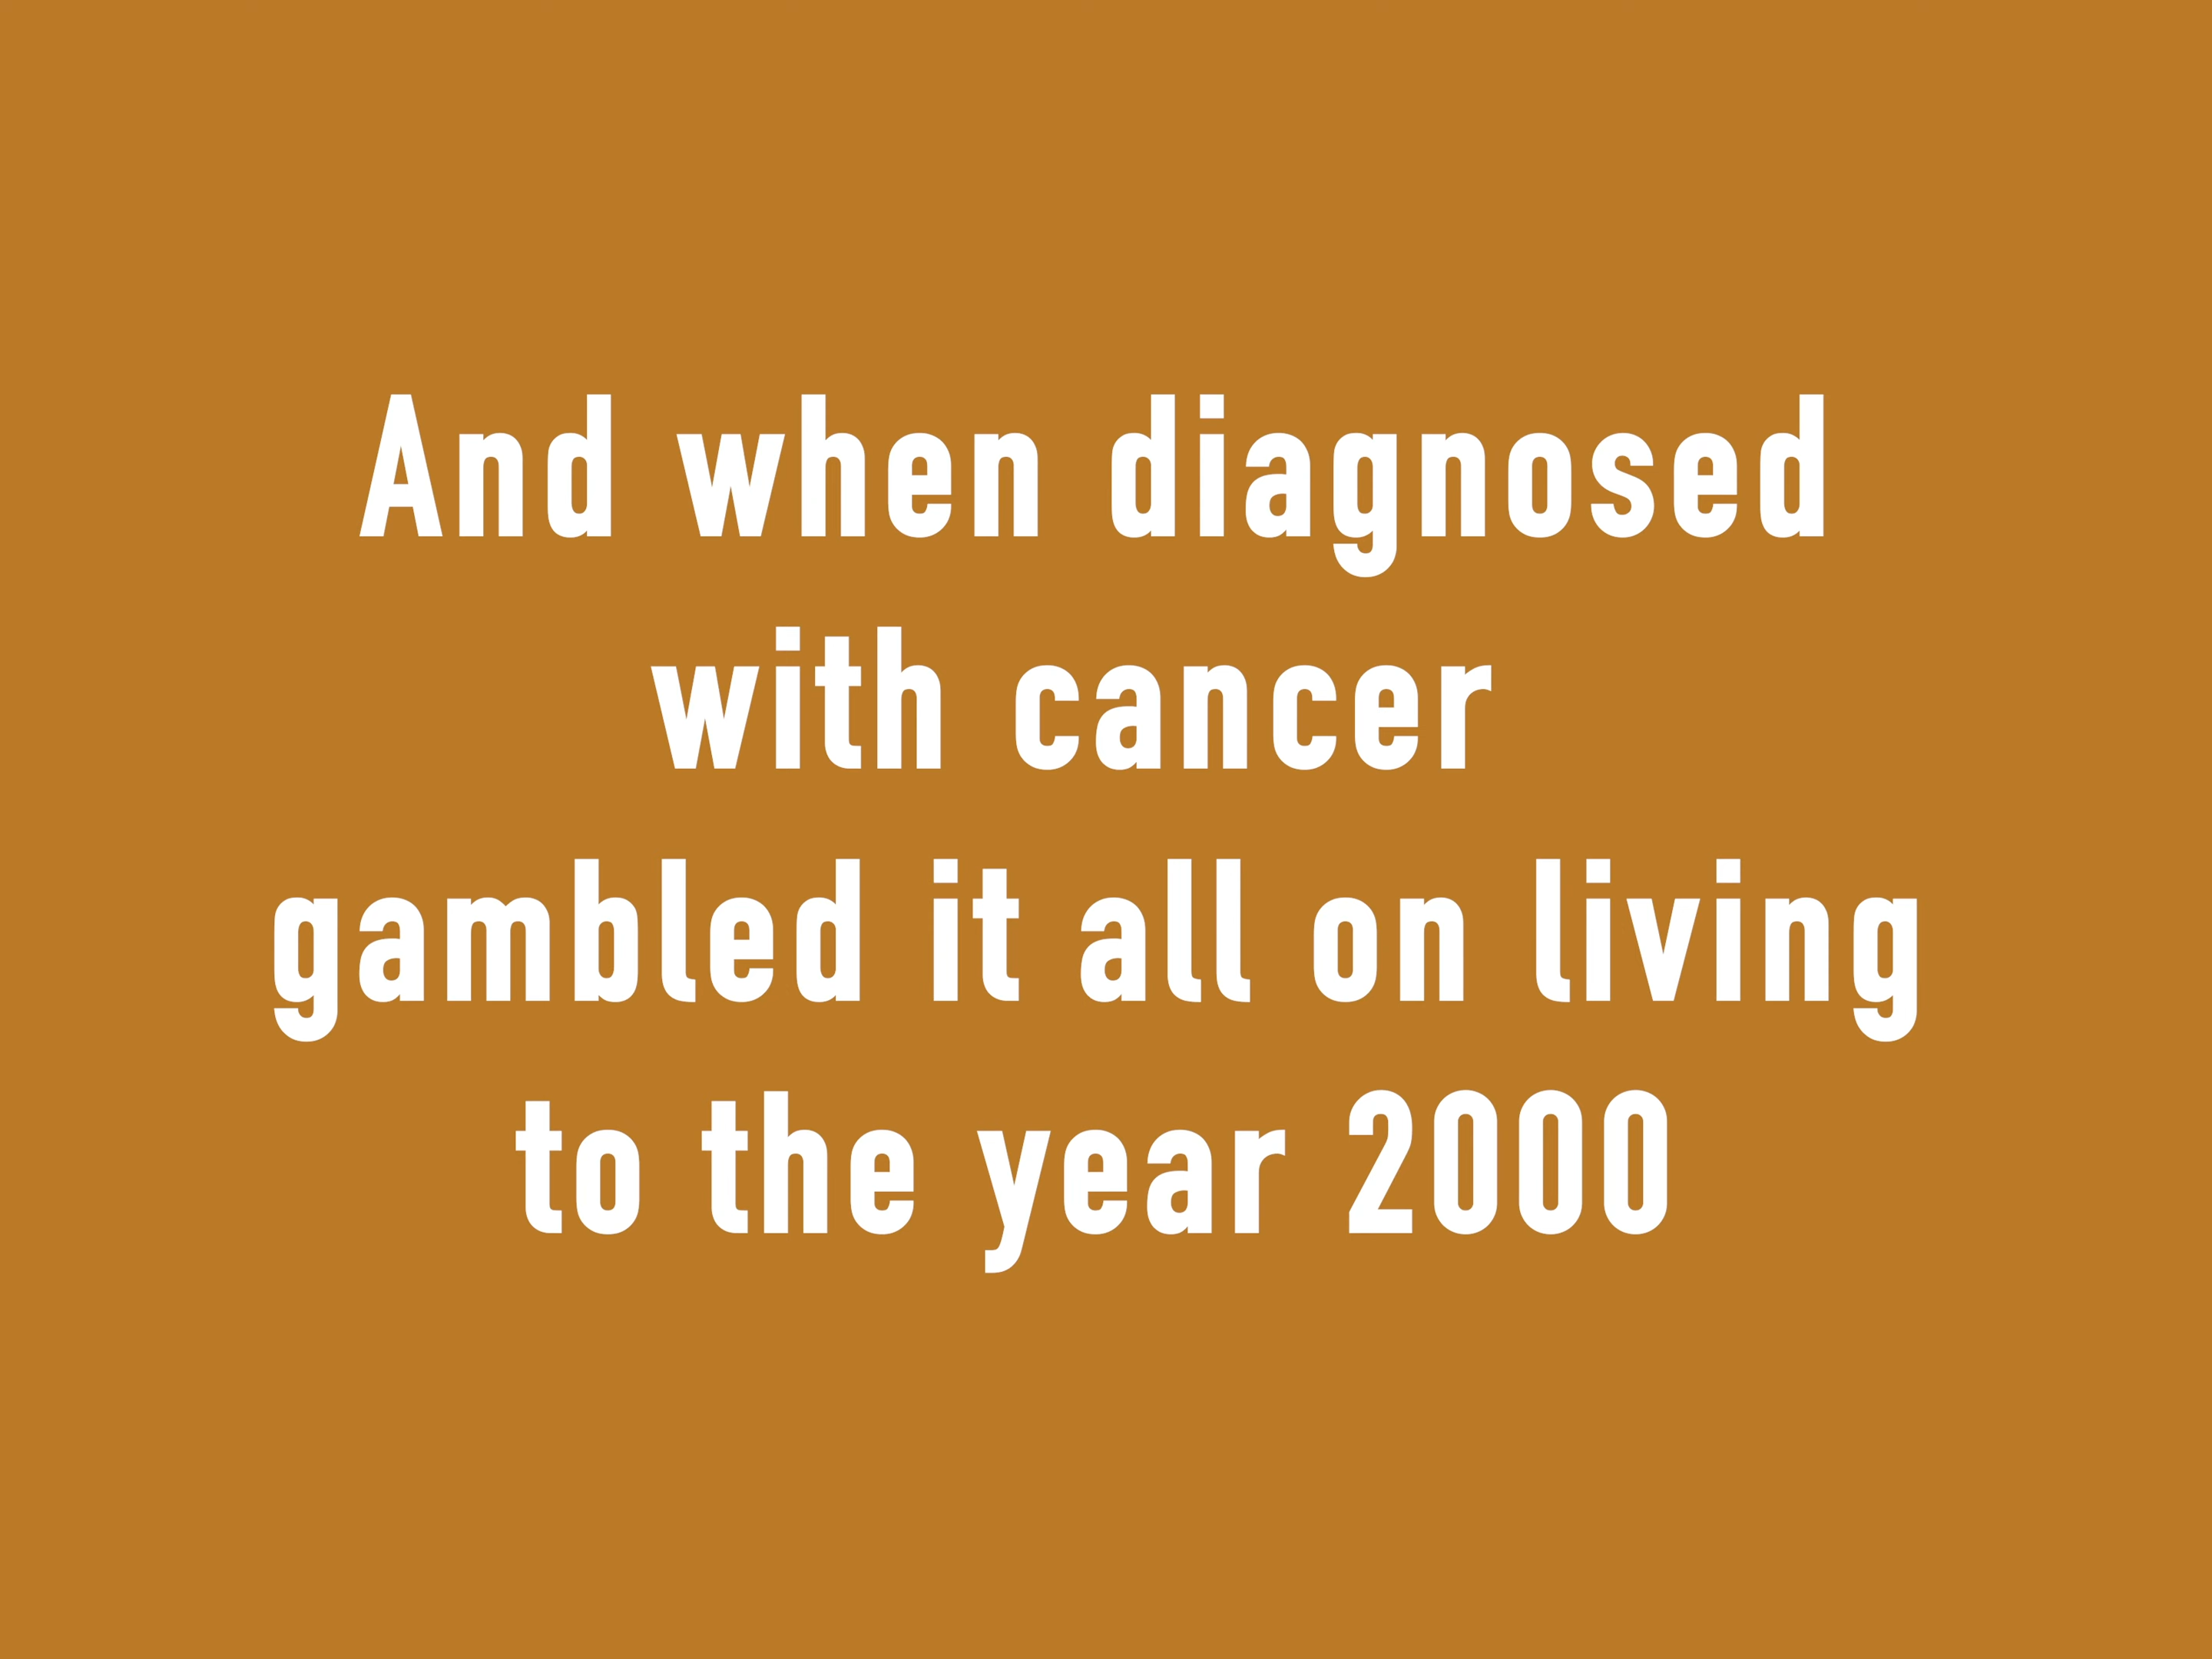 And when diagnosed
with cancer
gambled it all on living
to the year 2000